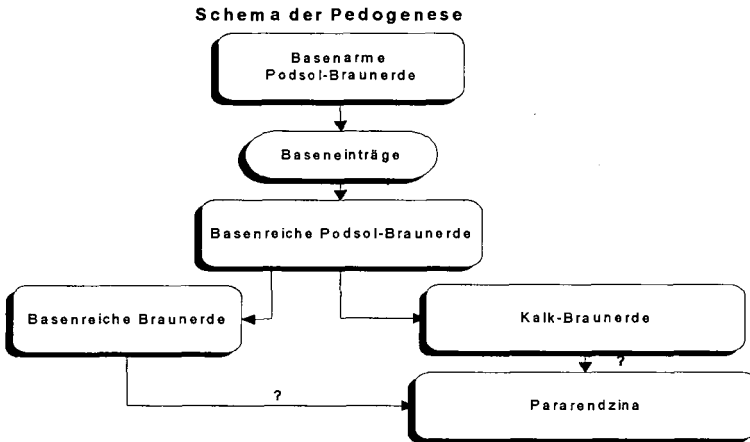 Schema der Pedogenese
Basenarme
Podsol-Braunerde
Baseneinträge
Basenreiche Podsol-Braunerde
Basenreiche Braunerde
Kalk-Braunerde
?
?
Pararendzina